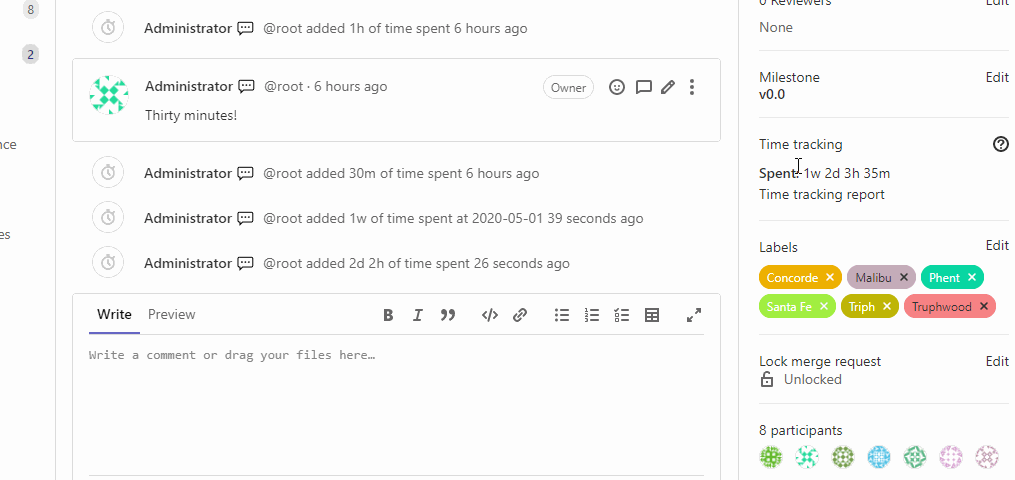 8
2
nce
es
Administrator @root added 1h of time spent 6 hours ago
Administrator @root · 6 hours ago Owner
Thirty minutes!
Administrator @root added 30m of time spent 6 hours ago
Administrator @root added 1w of time spent at 2020-05-01 39 seconds ago
Administrator @root added 2d 2h of time spent 26 seconds ago
Write Preview B I
Write a comment or drag your files here…
0 Reviewers Edit
None
Milestone Edit
v0.0
Time tracking
Spent: 1w 2d 3h 35m
Time tracking report
Labels Edit
Concorde × Malibu × Phent ×
Santa Fe × Triph × Truphwood ×
Lock merge request Edit
Unlocked
8 participants